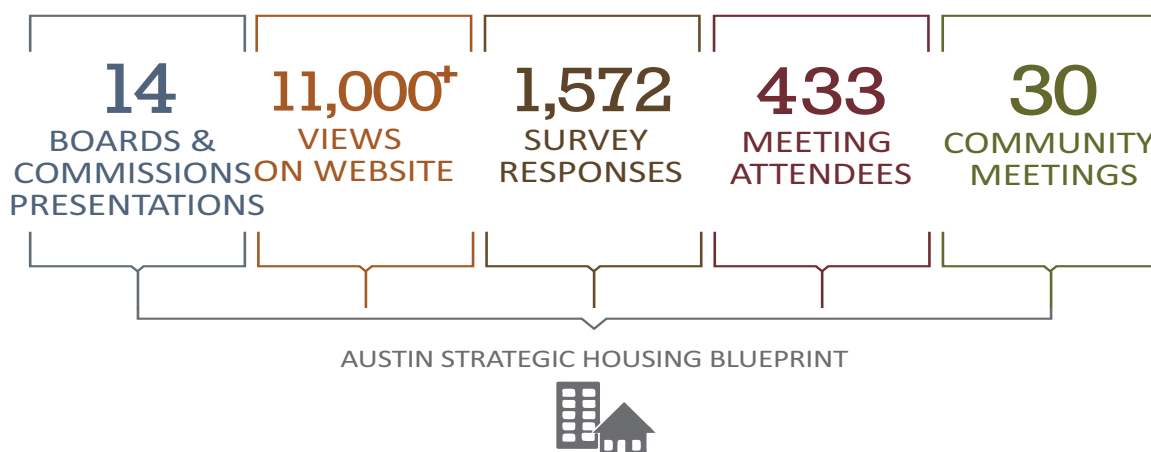 14
BOARDS &
COMMISSIONS
PRESENTATIONS
11,000+
VIEWS
ON WEBSITE
1,572
SURVEY
RESPONSES
433
MEETING
ATTENDEES
30
COMMUNITY
MEETINGS
AUSTIN STRATEGIC HOUSING BLUEPRINT